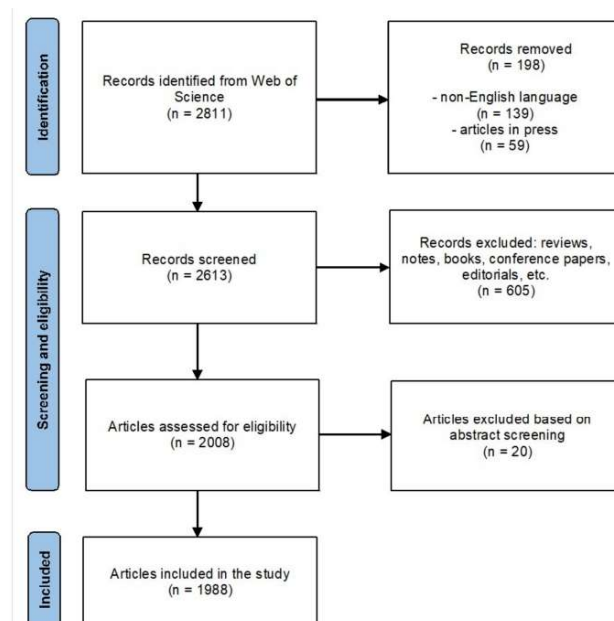 Identification
Records identified from Web of
Science
(n = 2811)
Records removed
(n = 198)
- non-English language
(n = 139)
- articles in press
(n = 59)
Screening and eligibility
Records screened
(n = 2613)
Records excluded: reviews,
notes, books, conference papers,
editorials, etc.
(n = 605)
Articles assessed for eligibility
(n = 2008)
Articles excluded based on
abstract screening
(n = 20)
Included
Articles included in the study
(n = 1988)